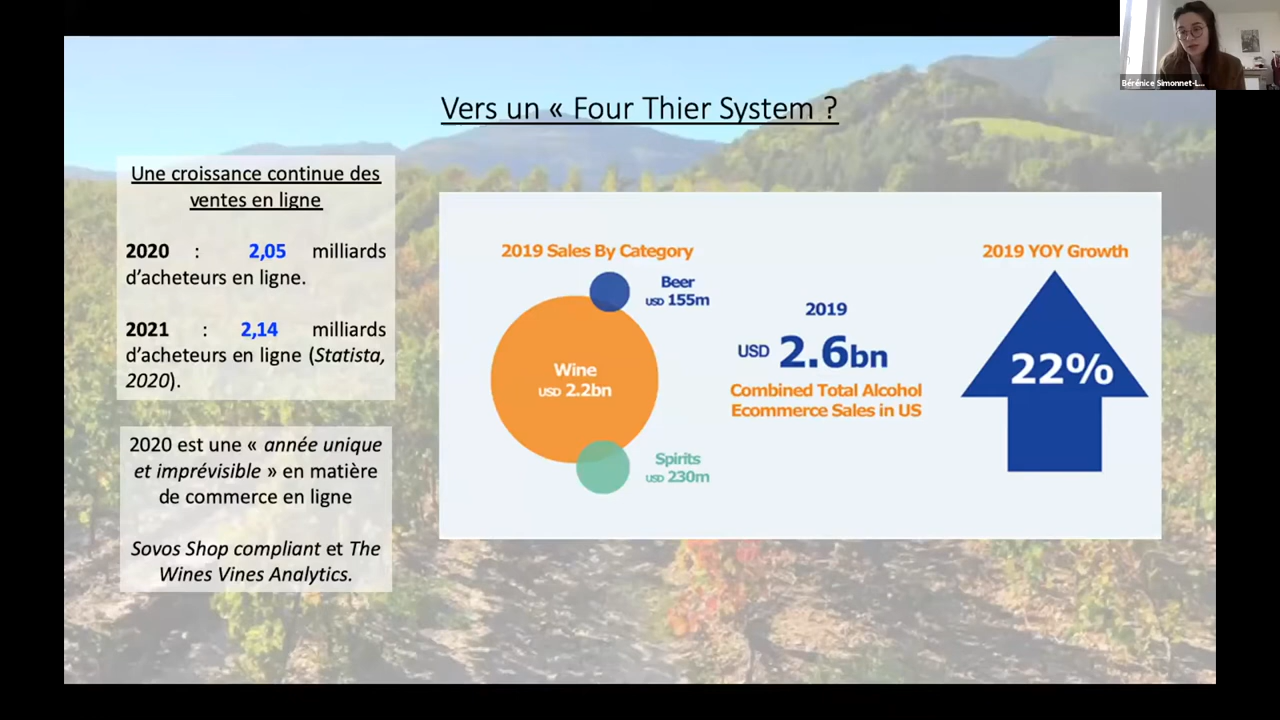 Bérénice Simonnet-L...
Vers un « Four Thier System ?
Une croissance continue des
ventes en ligne
2020 : 2,05 milliards
d’acheteurs en ligne.
2021 : 2,14 milliards
d’acheteurs en ligne (Statista,
2020).
2020 est une « année unique
et imprévisible » en matière
de commerce en ligne
Sovos Shop compliant et The
Wines Vines Analytics.
2019 Sales By Category
Beer
USD 155m
Wine
USD 2.2bn
Spirits
USD 230m
2019
USD 2.6bn
Combined Total Alcohol
Ecommerce Sales in US
2019 YOY Growth
22%